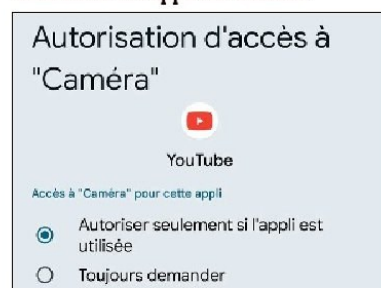 Autorisation d'accès à
"Caméra"
YouTube
Accès à "Caméra" pour cette appli
Autoriser seulement si l'appli est
utilisée
Toujours demander